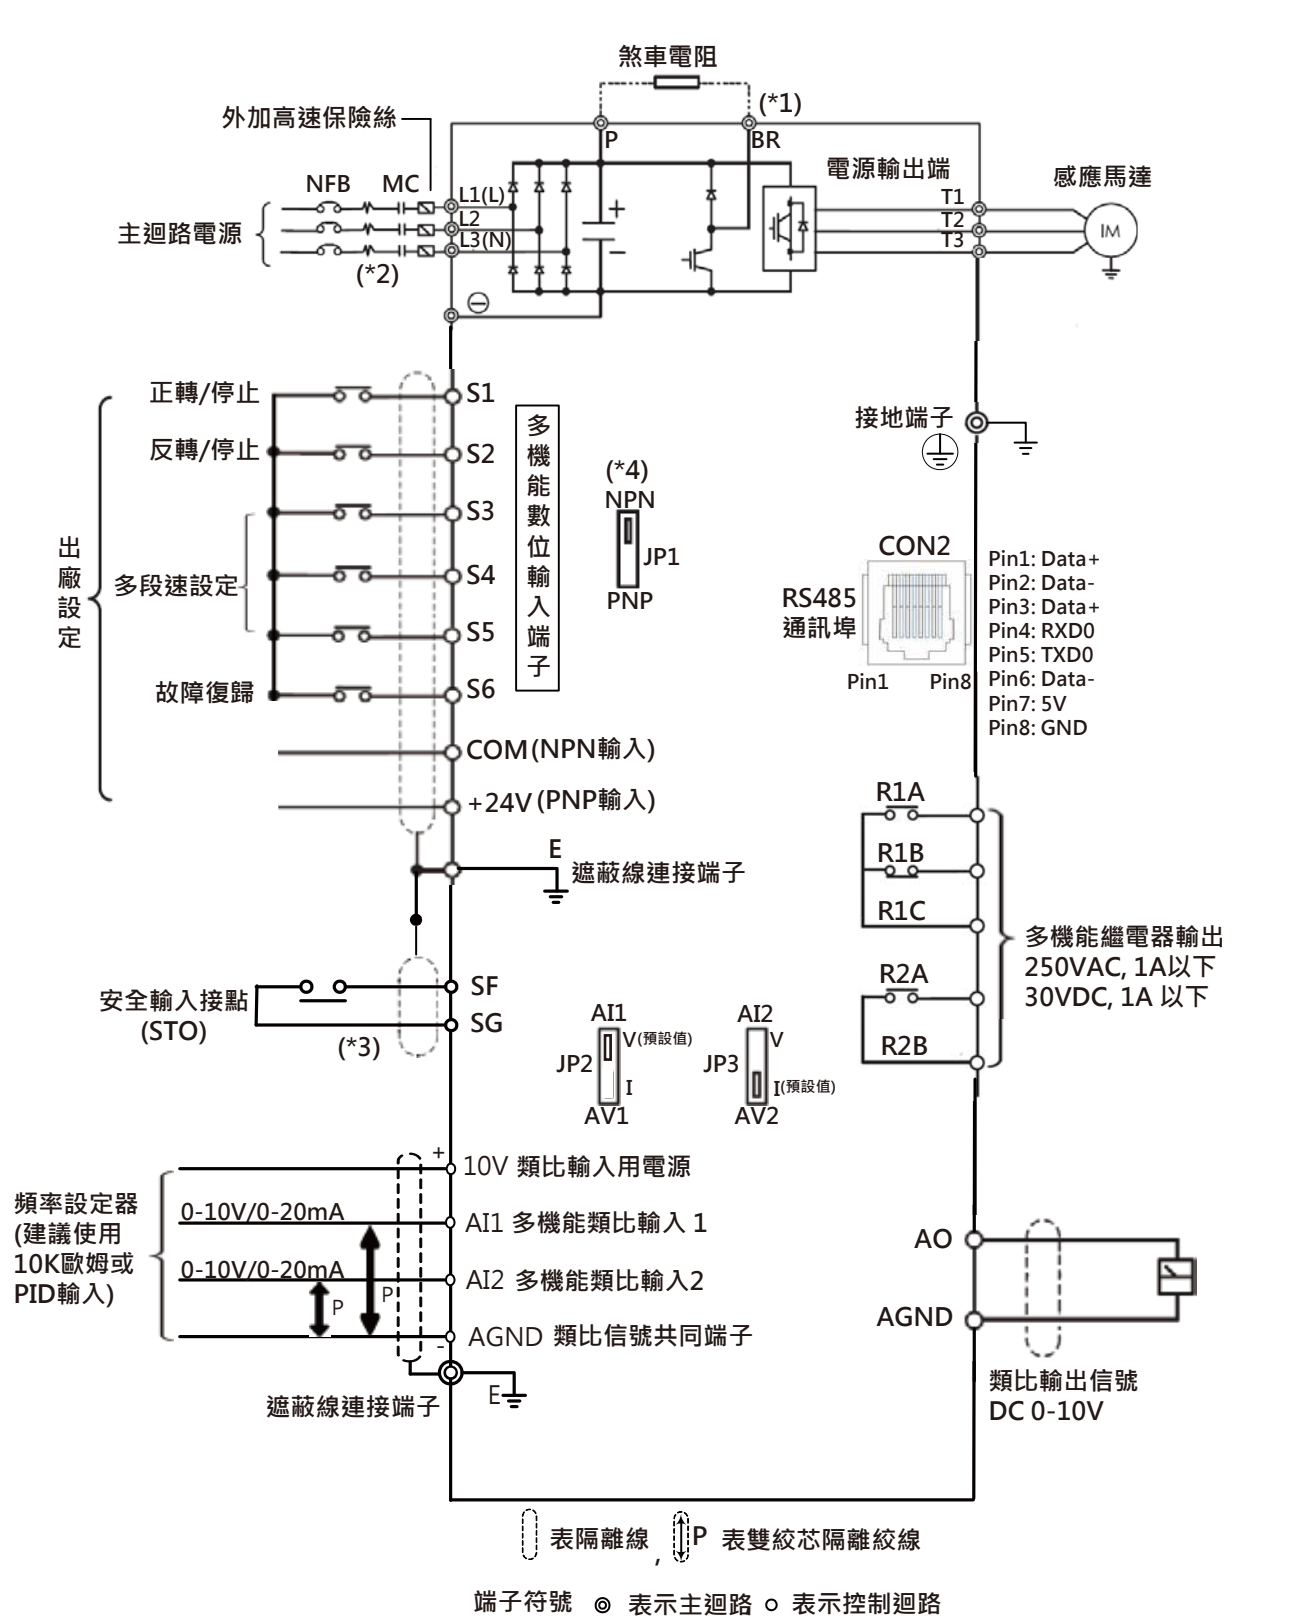 煞車電阻
(*1)
外加高速保險絲
P
BR
NFB
MC
L1(L)
L2
L3(N)
主迴路電源
(*2)
+
−
⊖
電源輸出端
T1
T2
T3
感應馬達
IM
出廠設定
正轉/停止
反轉/停止
多段速設定
故障復歸
S1
S2
S3
S4
S5
S6
COM(NPN輸入)
+24V(PNP輸入)
多機能數位輸入端子
(*4)
NPN
JP1
PNP
接地端子
CON2
RS485
通訊埠
Pin1
Pin8
Pin1: Data+
Pin2: Data-
Pin3: Data+
Pin4: RXD0
Pin5: TXD0
Pin6: Data-
Pin7: 5V
Pin8: GND
E
遮蔽線連接端子
R1A
R1B
R1C
R2A
R2B
多機能繼電器輸出
250VAC, 1A以下
30VDC, 1A 以下
安全輸入接點
(STO)
(*3)
SF
SG
AI1
V(預設值)
JP2
I
AV1
AI2
V
JP3
I(預設值)
AV2
頻率設定器
(建議使用
10K歐姆或
PID輸入)
+
10V 類比輸入用電源
0-10V/0-20mA
AI1 多機能類比輸入 1
0-10V/0-20mA
AI2 多機能類比輸入2
P
P
AGND 類比信號共同端子
-
遮蔽線連接端子
E
AO
AGND
類比輸出信號
DC 0-10V
表隔離線 , P 表雙絞芯隔離絞線
端子符號 ◎ 表示主迴路 ○ 表示控制迴路